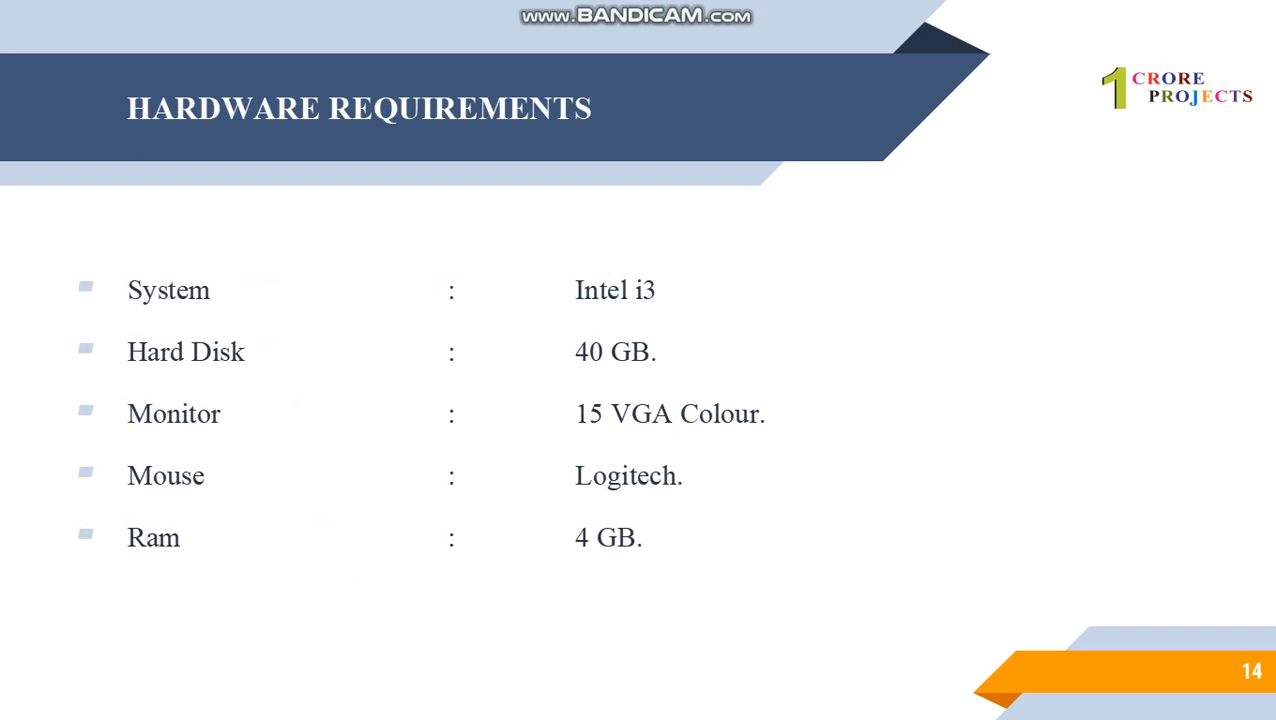 www.BANDICAM.com
HARDWARE REQUIREMENTS
1 CRORE
PROJECTS
System : Intel i3
Hard Disk : 40 GB.
Monitor : 15 VGA Colour.
Mouse : Logitech.
Ram : 4 GB.
14